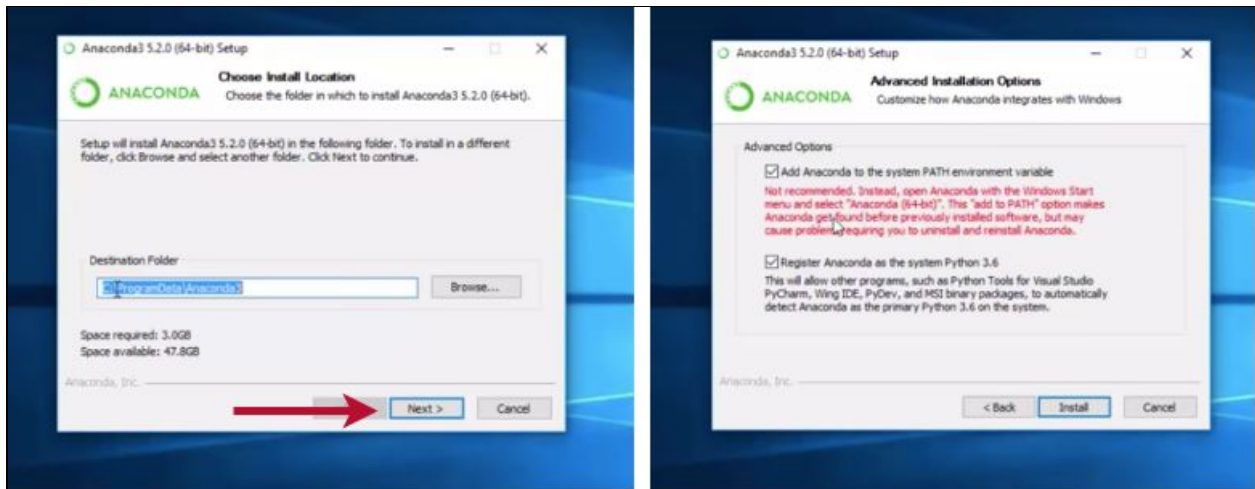 Anaconda3 5.2.0 (64-bit) Setup
ANACONDA
Choose Install Location
Choose the folder in which to install Anaconda3 5.2.0 (64-bit).
Setup will install Anaconda3 5.2.0 (64-bit) in the following folder. To install in a different
folder, click Browse and select another folder. Click Next to continue.
Destination Folder
C:\ProgramData\Anaconda3
Browse...
Space required: 3.0GB
Space available: 47.8GB
Anaconda, Inc.
Next >
Cancel
Anaconda3 5.2.0 (64-bit) Setup
ANACONDA
Advanced Installation Options
Customize how Anaconda integrates with Windows
Advanced Options
Add Anaconda to the system PATH environment variable
Not recommended. Instead, open Anaconda with the Windows Start
menu and select "Anaconda (64-bit)". This "add to PATH" option makes
Anaconda get found before previously installed software, but may
cause problems requiring you to uninstall and reinstall Anaconda.
Register Anaconda as the system Python 3.6
This will allow other programs, such as Python Tools for Visual Studio
PyCharm, Wing IDE, PyDev, and MSI binary packages, to automatically
detect Anaconda as the primary Python 3.6 on the system.
Anaconda, Inc.
< Back
Install
Cancel